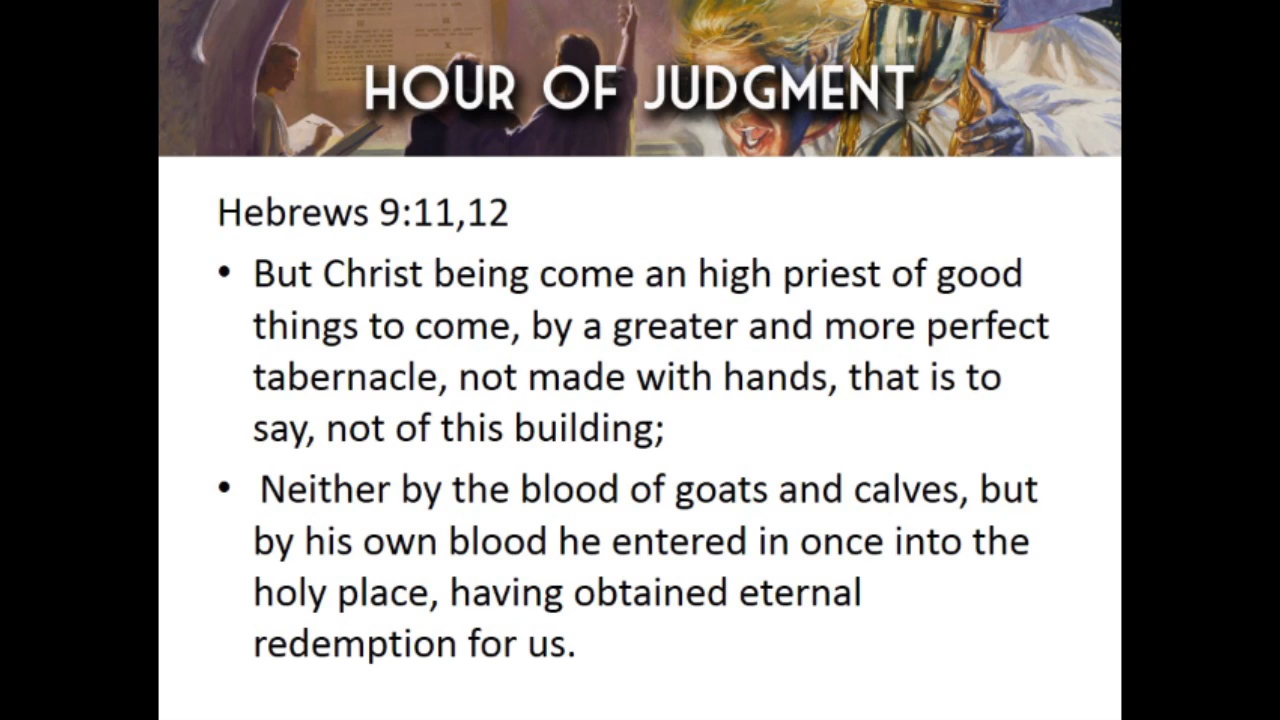 HOUR OF JUDGMENT
Hebrews 9:11,12
• But Christ being come an high priest of good
things to come, by a greater and more perfect
tabernacle, not made with hands, that is to
say, not of this building;
• Neither by the blood of goats and calves, but
by his own blood he entered in once into the
holy place, having obtained eternal
redemption for us.